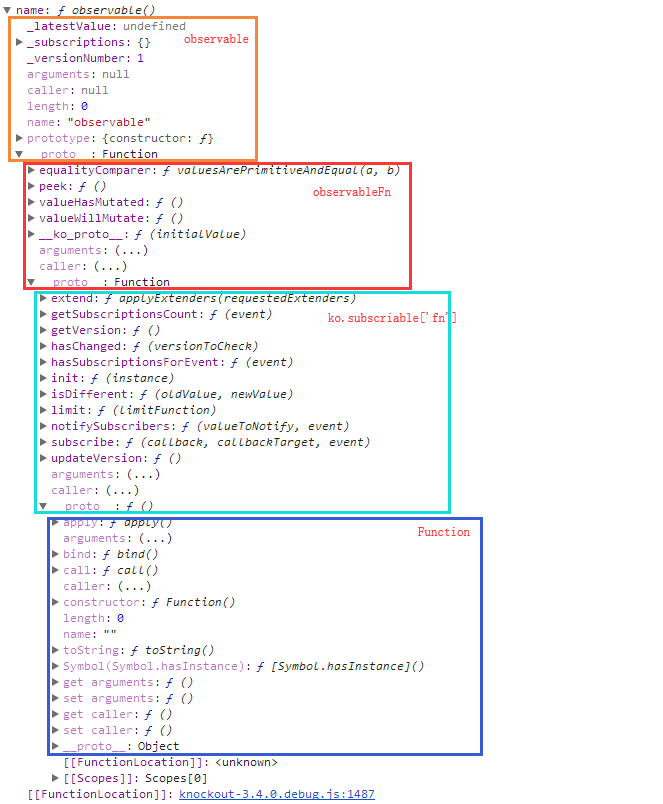 name: ƒ observable()
_latestValue: undefined
observable
_subscriptions: {}
_versionNumber: 1
arguments: null
caller: null
length: 0
name: "observable"
prototype: {constructor: ƒ}
__proto__: Function
equalityComparer: ƒ valuesArePrimitiveAndEqual(a, b)
peek: ƒ ()
observableFn
valueHasMutated: ƒ ()
valueWillMutate: ƒ ()
__ko_proto__: ƒ (initialValue)
arguments: (...)
caller: (...)
__proto__: Function
extend: ƒ applyExtenders(requestedExtenders)
getSubscriptionsCount: ƒ (event)
ko.subscriable['fn']
getVersion: ƒ ()
hasChanged: ƒ (versionToCheck)
hasSubscriptionsForEvent: ƒ (event)
init: ƒ (instance)
isDifferent: ƒ (oldValue, newValue)
limit: ƒ (limitFunction)
notifySubscribers: ƒ (valueToNotify, event)
subscribe: ƒ (callback, callbackTarget, event)
updateVersion: ƒ ()
arguments: (...)
caller: (...)
__proto__: ƒ ()
apply: ƒ apply()
Function
arguments: (...)
bind: ƒ bind()
call: ƒ call()
caller: (...)
constructor: ƒ Function()
length: 0
name: ""
toString: ƒ toString()
Symbol(Symbol.hasInstance): ƒ [Symbol.hasInstance]()
get arguments: ƒ ()
set arguments: ƒ ()
get caller: ƒ ()
set caller: ƒ ()
__proto__: Object
[[FunctionLocation]]: <unknown>
[[Scopes]]: Scopes[0]
[[FunctionLocation]]: knockout-3.4.0.debug.js:1487